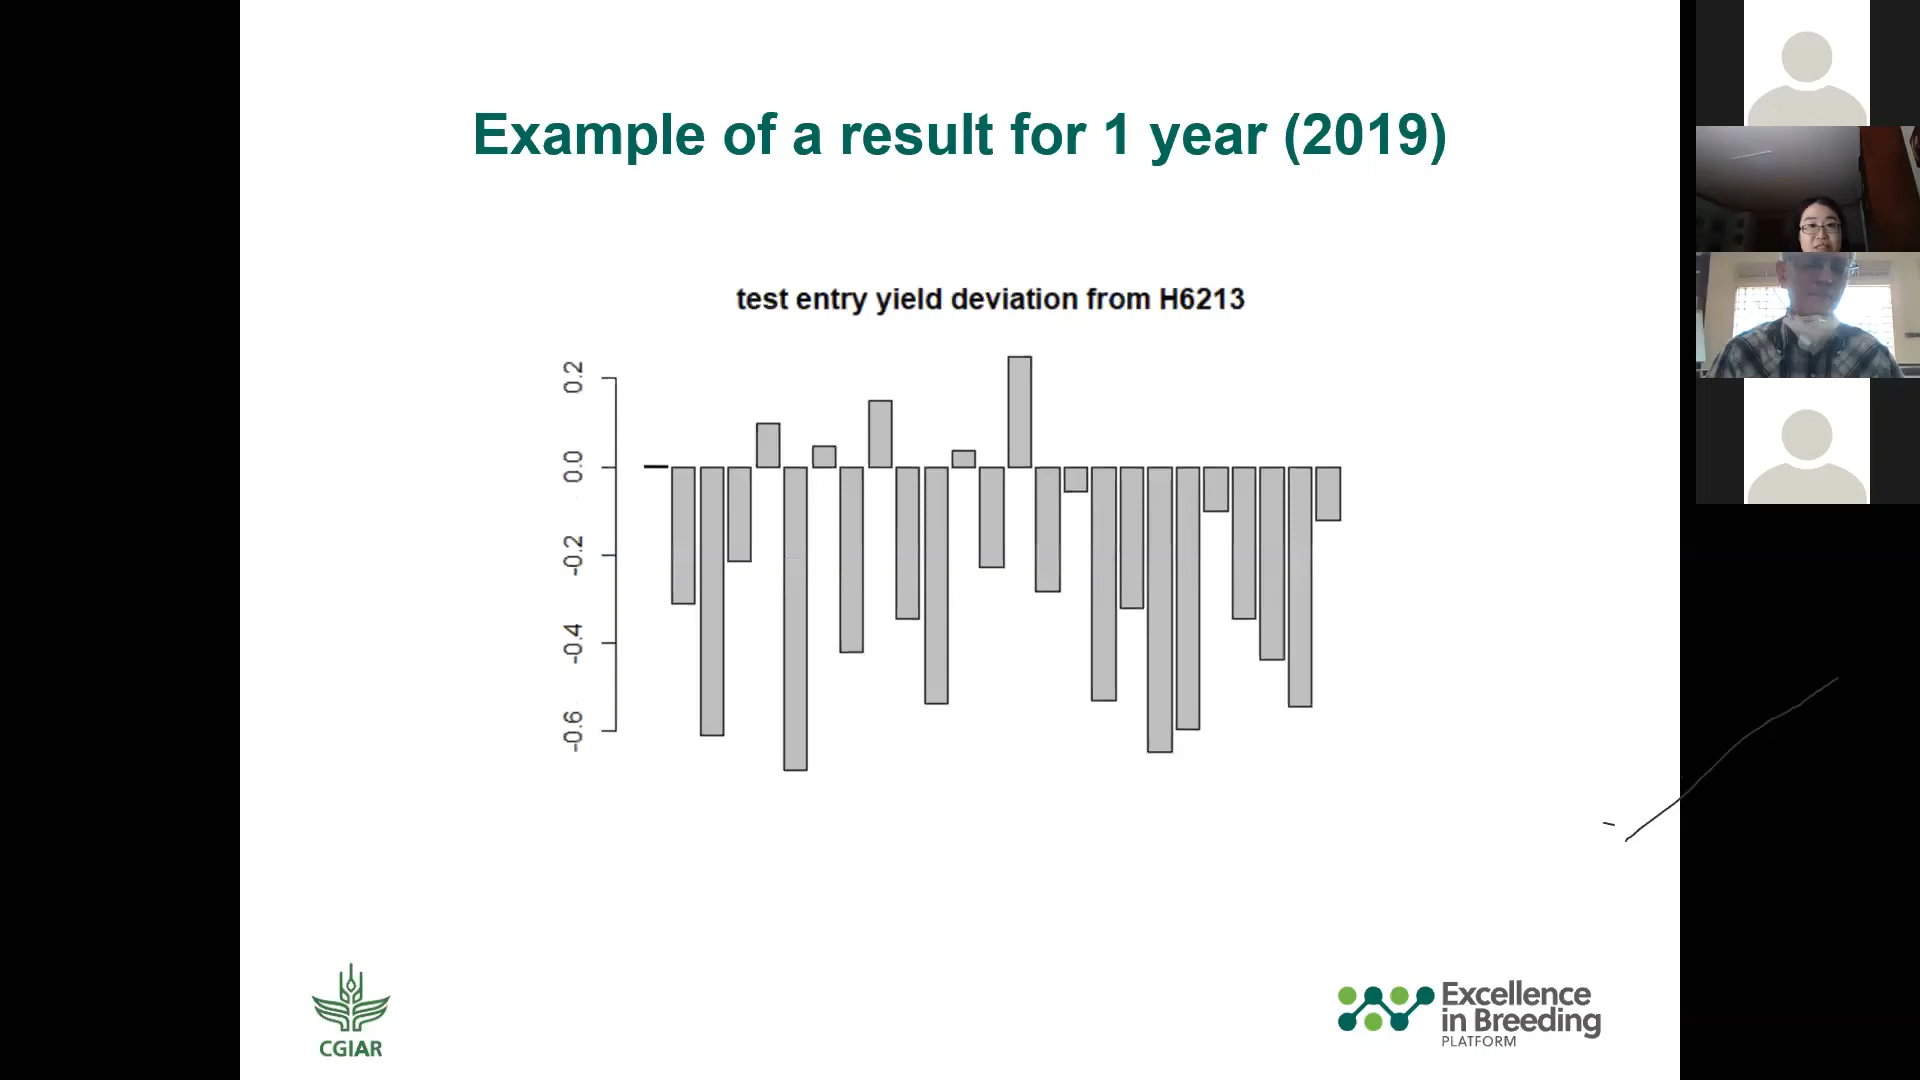 Example of a result for 1 year (2019)
test entry yield deviation from H6213
0.2
0.0
-0.2
-0.4
-0.6
CGIAR
Excellence
in Breeding
PLATFORM